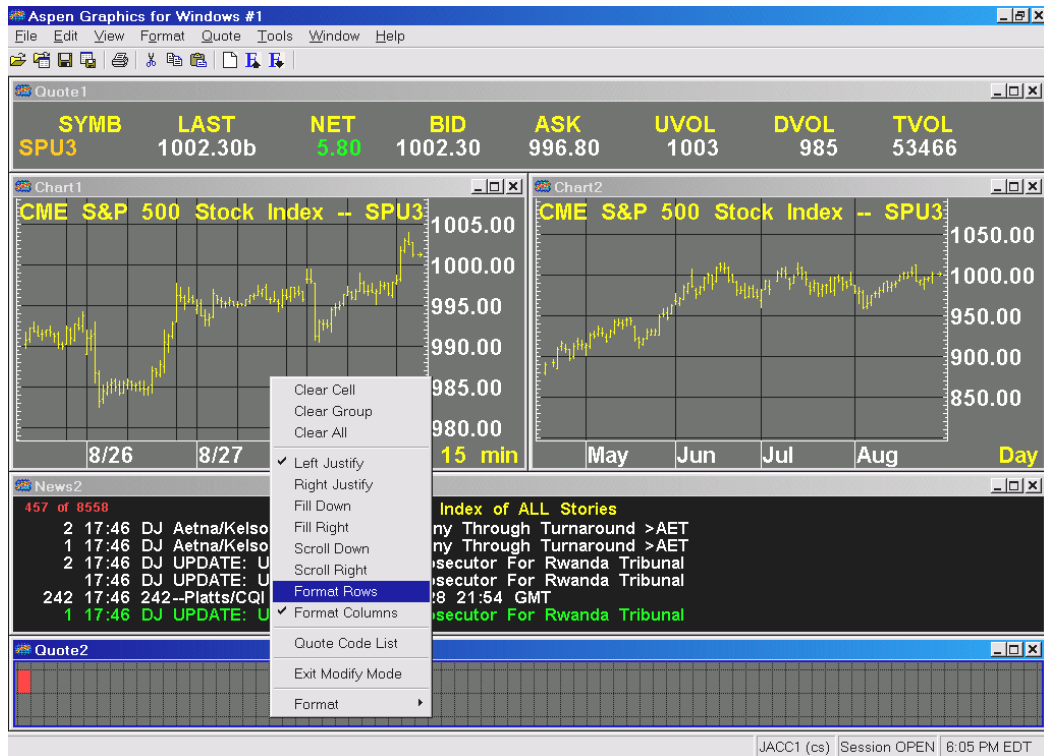 Aspen Graphics for Windows #1
File Edit View Format Quote Tools Window Help
Quote1
SYMB LAST NET BID ASK UVOL DVOL TVOL
SPU3 1002.30b 5.80 1002.30 996.80 1003 985 53466
Chart1
CME S&P 500 Stock Index -- SPU3
1005.00
1000.00
995.00
990.00
985.00
980.00
8/26 8/27 15 min
Chart2
CME S&P 500 Stock Index -- SPU3
1050.00
1000.00
950.00
900.00
850.00
May Jun Jul Aug Day
News2
457 of 8558 Index of ALL Stories
2 17:46 DJ Aetna/Kelso ny Through Turnaround >AET
1 17:46 DJ Aetna/Kelso ny Through Turnaround >AET
2 17:46 DJ UPDATE: U osecutor For Rwanda Tribunal
17:46 DJ UPDATE: U osecutor For Rwanda Tribunal
242 17:46 242--Platts/CQI 28 21:54 GMT
1 17:46 DJ UPDATE: U osecutor For Rwanda Tribunal
Clear Cell
Clear Group
Clear All
Left Justify
Right Justify
Fill Down
Fill Right
Scroll Down
Scroll Right
Format Rows
Format Columns
Quote Code List
Exit Modify Mode
Format
Quote2
JACC1 (cs) Session OPEN 6:05 PM EDT